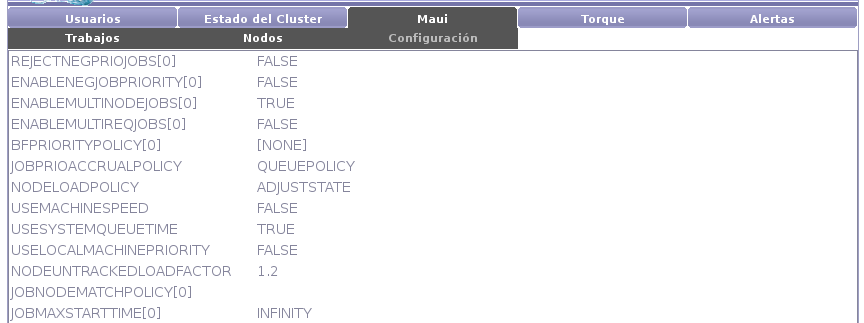 Usuarios Estado del Cluster Maui Torque Alertas
Trabajos Nodos Configuración
REJECTNEGPRIOJOBS[0] FALSE
ENABLENEGJOBPRIORITY[0] FALSE
ENABLEMULTINODEJOBS[0] TRUE
ENABLEMULTIREQJOBS[0] FALSE
BFPRIORITYPOLICY[0] [NONE]
JOBPRIOACCRUALPOLICY QUEUEPOLICY
NODELOADPOLICY ADJUSTSTATE
USEMACHINESPEED FALSE
USESYSTEMQUEUETIME TRUE
USELOCALMACHINEPRIORITY FALSE
NODEUNTRACKEDLOADFACTOR 1.2
JOBNODEMATCHPOLICY[0]
JOBMAXSTARTTIME[0] INFINITY